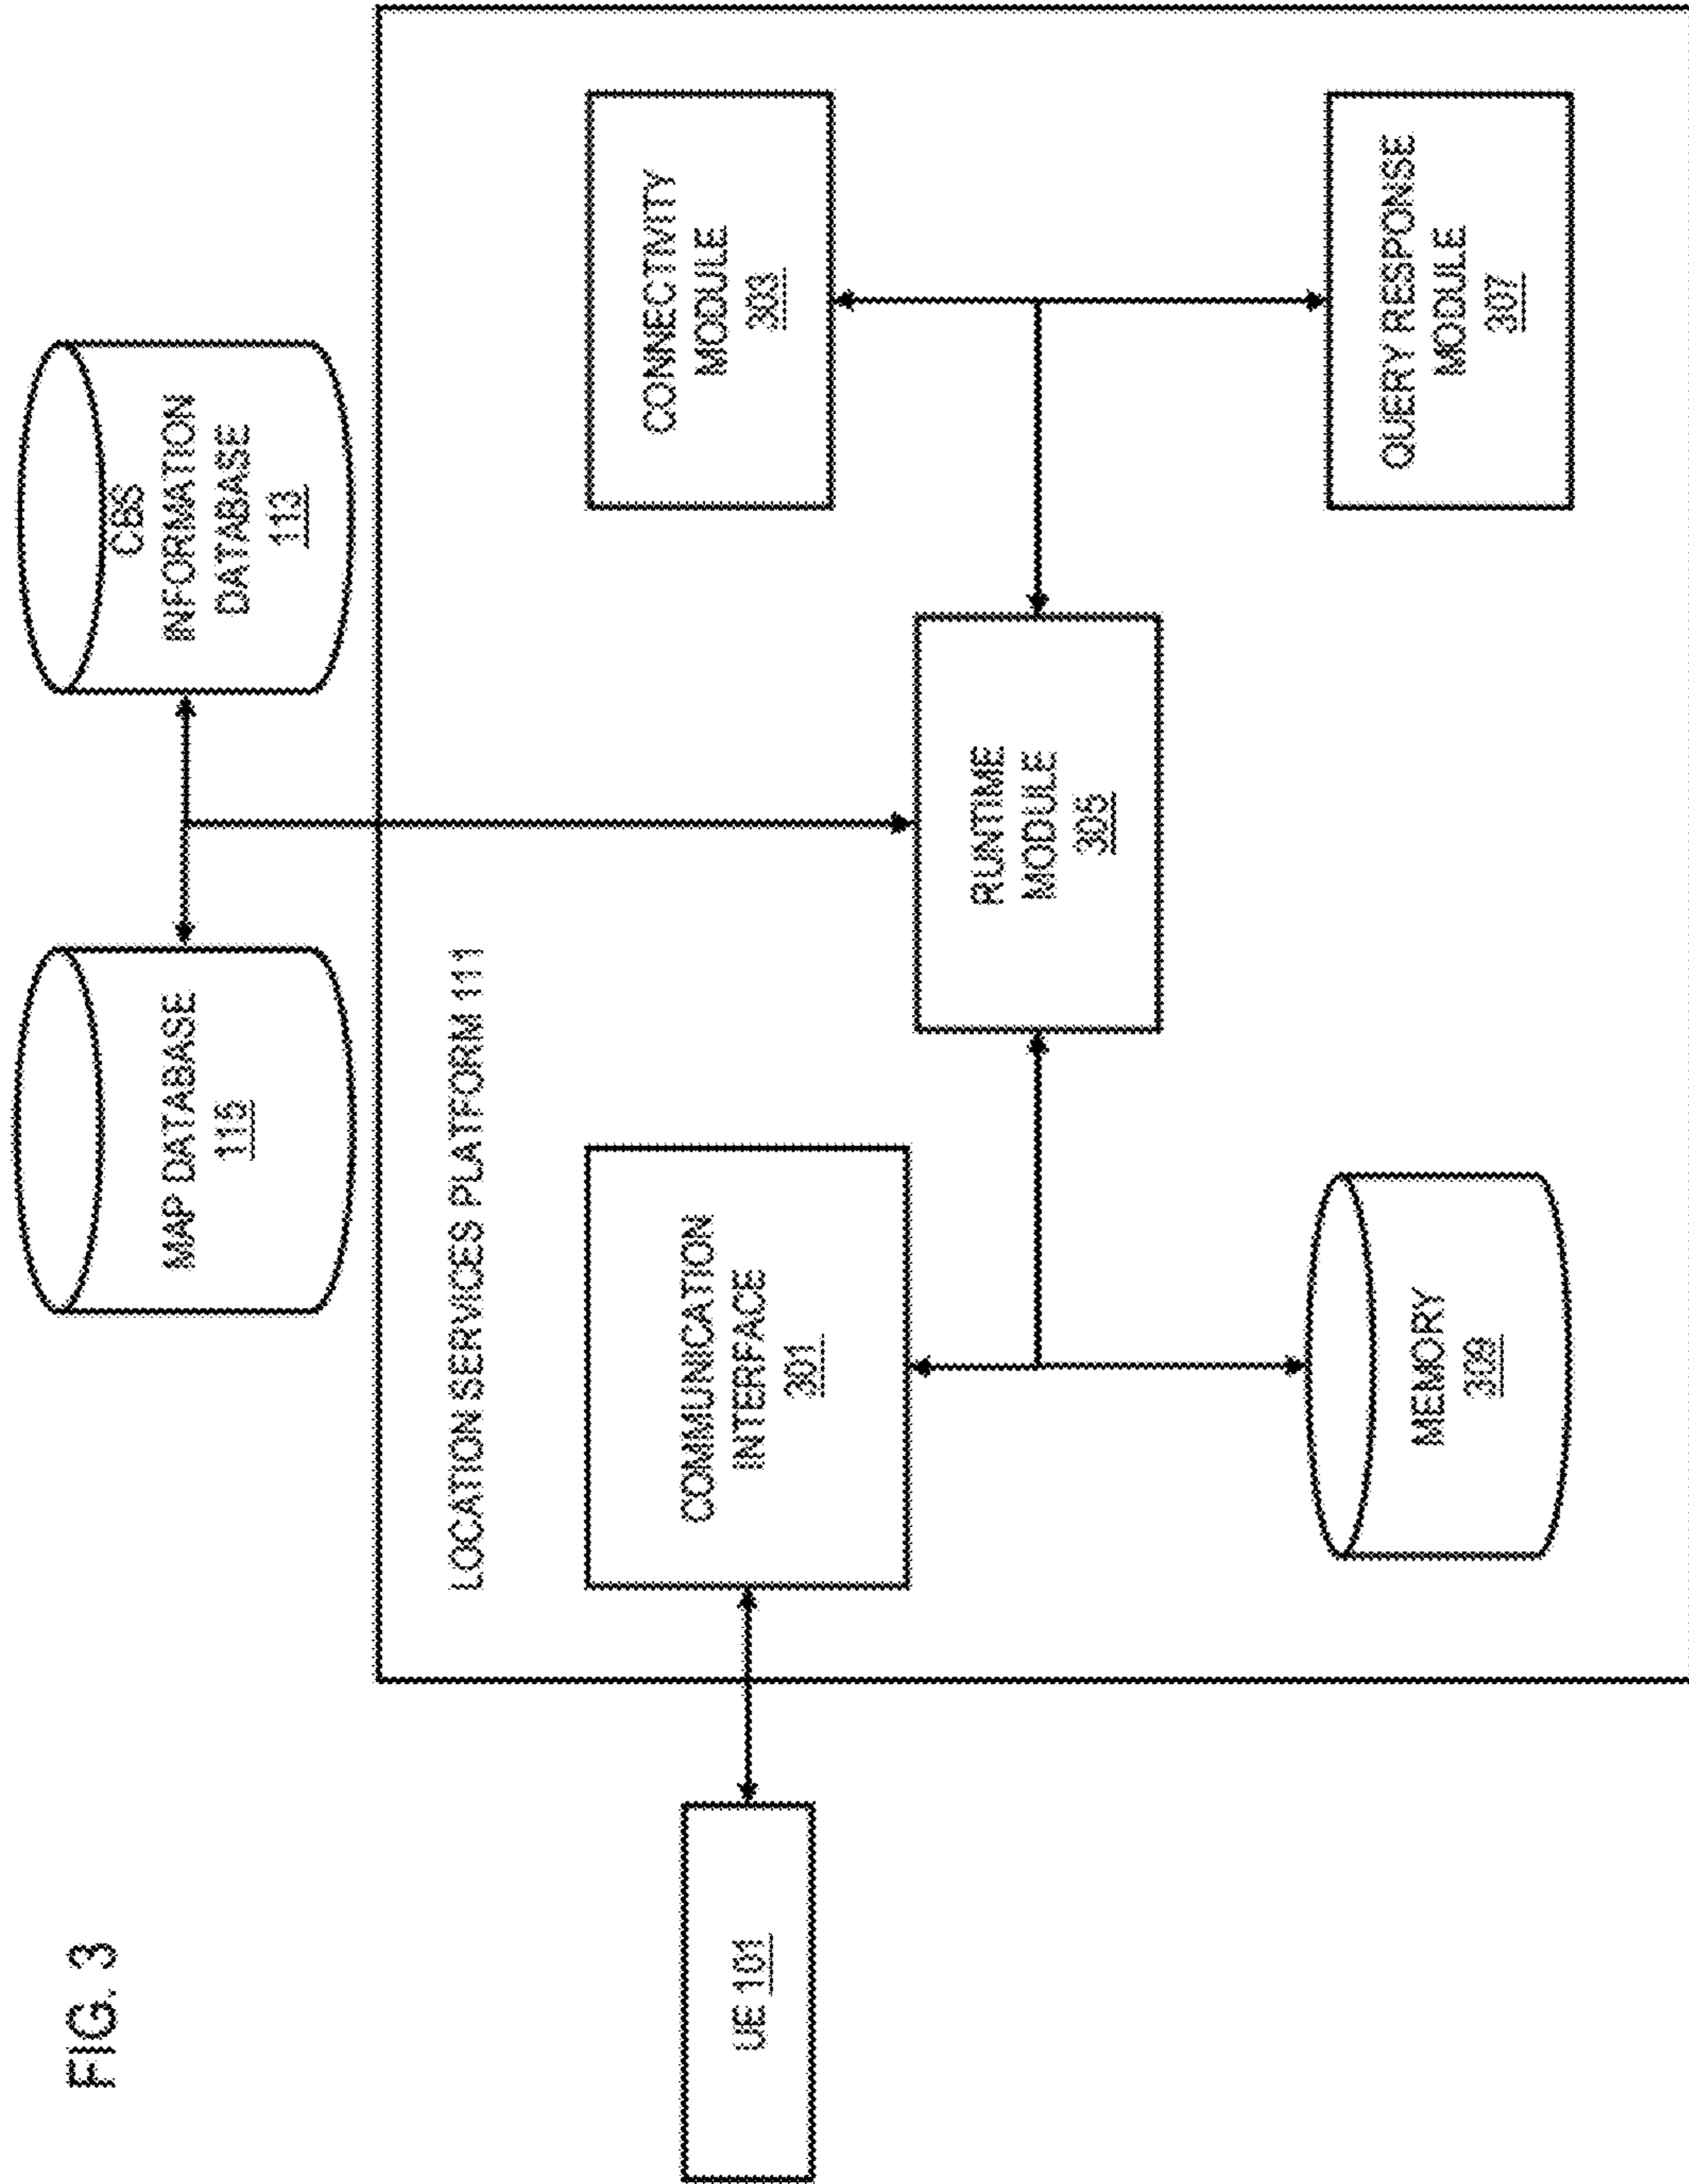 FIG. 3
MAP DATABASE
115
CBS
INFORMATION
DATABASE
113
LOCATION SERVICES PLATFORM 111
UE 101
COMMUNICATION
INTERFACE
301
CONNECTIVITY
MODULE
303
RUNTIME
MODULE
305
MEMORY
309
QUERY RESPONSE
MODULE
307